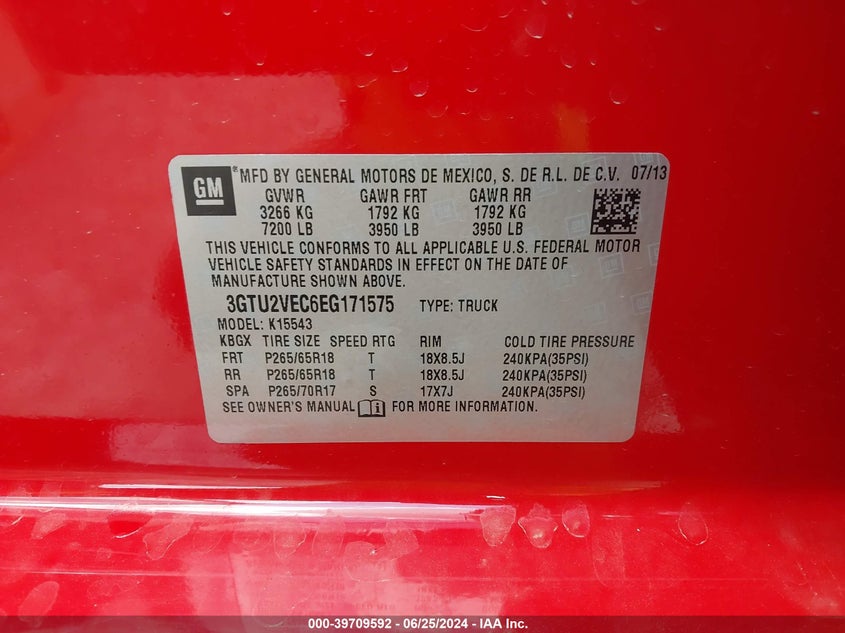 GM ® MFD BY GENERAL MOTORS DE MEXICO, S. DE R.L. DE C.V. 07/13
GVWR GAWR FRT GAWR RR
3266 KG 1792 KG 1792 KG
7200 LB 3950 LB 3950 LB
THIS VEHICLE CONFORMS TO ALL APPLICABLE U.S. FEDERAL MOTOR
VEHICLE SAFETY STANDARDS IN EFFECT ON THE DATE OF
MANUFACTURE SHOWN ABOVE.
3GTU2VEC6EG171575 TYPE: TRUCK
MODEL: K15543
KBGX TIRE SIZE SPEED RTG RIM COLD TIRE PRESSURE
FRT P265/65R18 T 18X8.5J 240KPA(35PSI)
RR P265/65R18 T 18X8.5J 240KPA(35PSI)
SPA P265/70R17 S 17X7J 240KPA(35PSI)
SEE OWNER'S MANUAL FOR MORE INFORMATION.
000-39709592 - 06/25/2024 - IAA Inc.